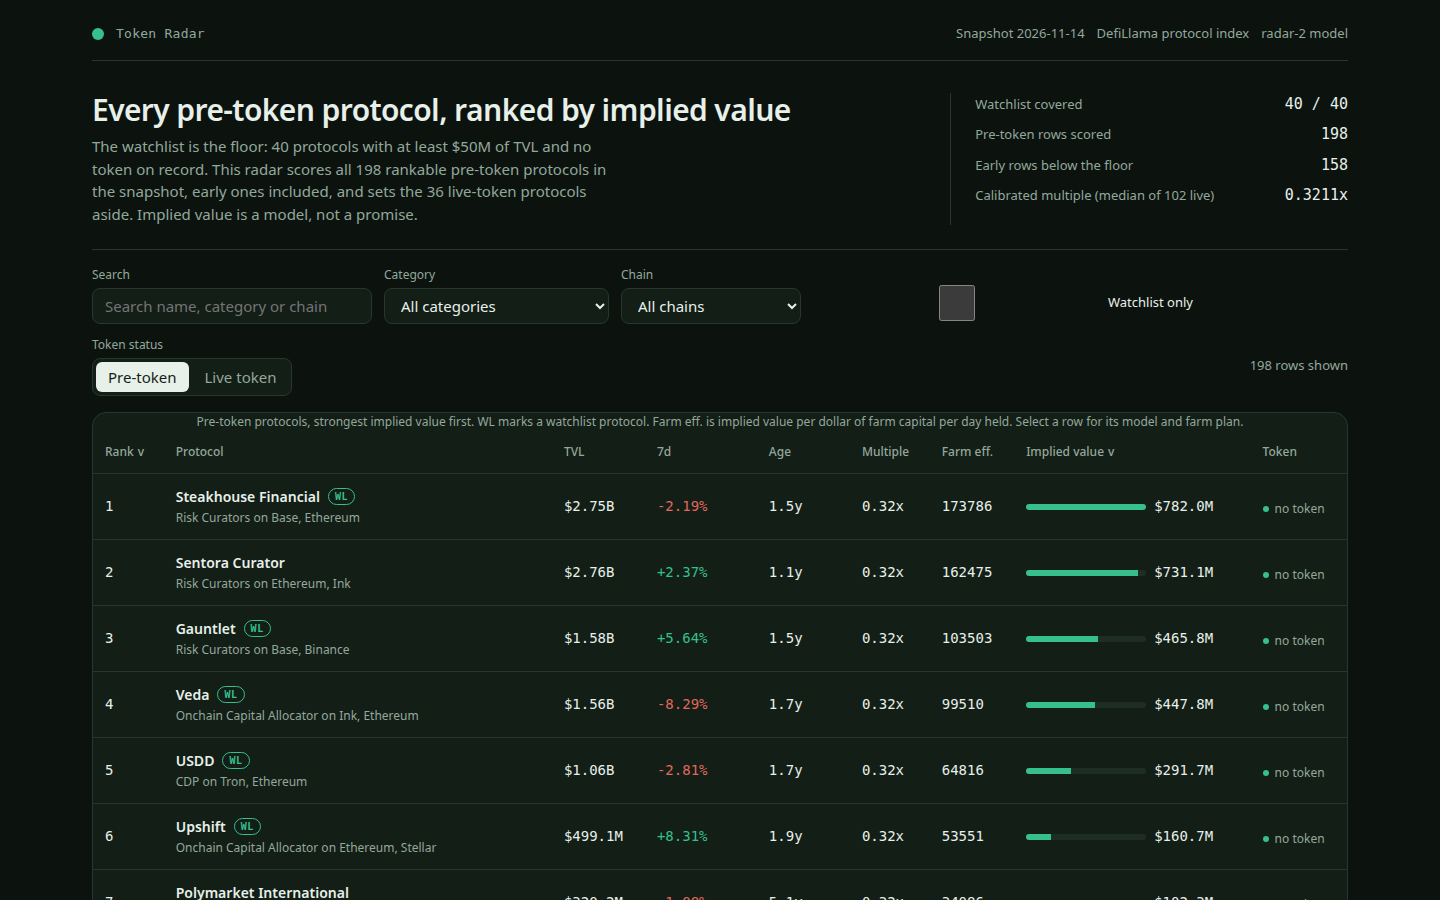 Token Radar
Snapshot 2026-11-14 DefiLlama protocol index radar-2 model
Every pre-token protocol, ranked by implied value
The watchlist is the floor: 40 protocols with at least $50M of TVL and no
token on record. This radar scores all 198 rankable pre-token protocols in
the snapshot, early ones included, and sets the 36 live-token protocols
aside. Implied value is a model, not a promise.
Watchlist covered 40 / 40
Pre-token rows scored 198
Early rows below the floor 158
Calibrated multiple (median of 102 live) 0.3211x
Search Category Chain
Search name, category or chain All categories All chains Watchlist only
Token status
Pre-token Live token 198 rows shown
Pre-token protocols, strongest implied value first. WL marks a watchlist protocol. Farm eff. is implied value per dollar of farm capital per day held. Select a row for its model and farm plan.
Rank v Protocol TVL 7d Age Multiple Farm eff. Implied value v Token
1 Steakhouse Financial WL $2.75B -2.19% 1.5y 0.32x 173786 $782.0M no token
Risk Curators on Base, Ethereum
2 Sentora Curator $2.76B +2.37% 1.1y 0.32x 162475 $731.1M no token
Risk Curators on Ethereum, Ink
3 Gauntlet WL $1.58B +5.64% 1.5y 0.32x 103503 $465.8M no token
Risk Curators on Base, Binance
4 Veda WL $1.56B -8.29% 1.7y 0.32x 99510 $447.8M no token
Onchain Capital Allocator on Ink, Ethereum
5 USDD WL $1.06B -2.81% 1.7y 0.32x 64816 $291.7M no token
CDP on Tron, Ethereum
6 Upshift WL $499.1M +8.31% 1.9y 0.32x 53551 $160.7M no token
Onchain Capital Allocator on Ethereum, Stellar
Polymarket International